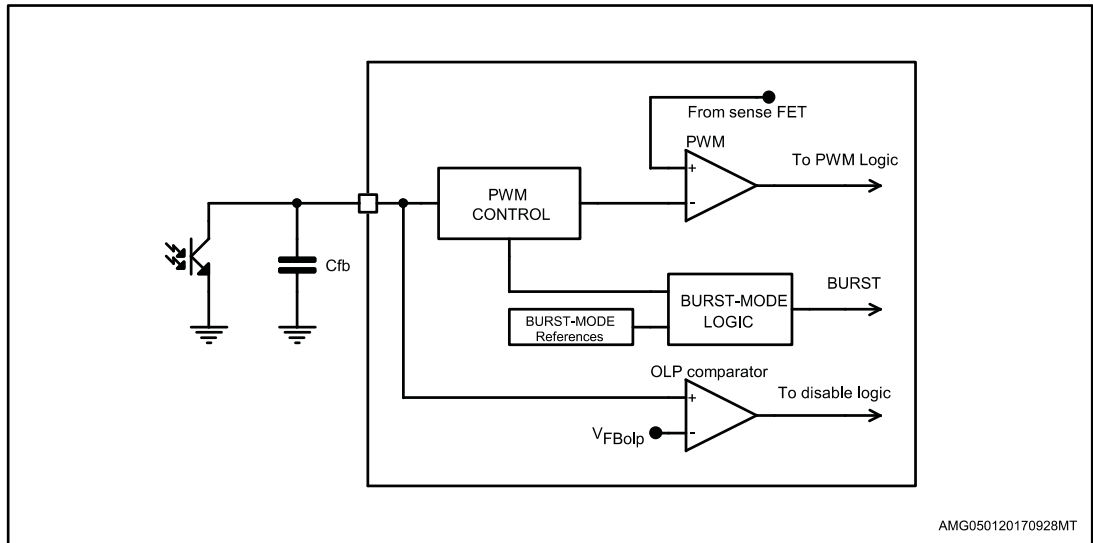 From sense FET
PWM
+
-
To PWM Logic
PWM
CONTROL
Cfb
BURST
BURST-MODE
LOGIC
BURST-MODE
References
OLP comparator
+
-
To disable logic
VFBolp
AMG050120170928MT